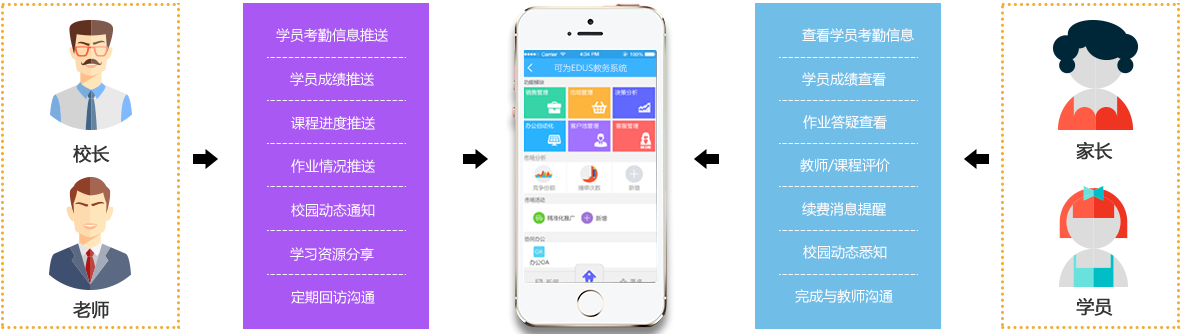 校长
老师
学员考勤信息推送
学员成绩推送
课程进度推送
作业情况推送
校园动态通知
学习资源分享
定期回访沟通
Carrier
4:34 PM
100%
可为EDUS教务系统
功能模块
销售管理
市场管理
决策分析
办公自动化
客户池管理
客服管理
市场分析
竞争份额
播单次数
新增
市场活动
精准化推广
新增
协同办公
OA
办公OA
查看学员考勤信息
学员成绩查看
作业答疑查看
教师/课程评价
续费消息提醒
校园动态悉知
完成与教师沟通
家长
学员